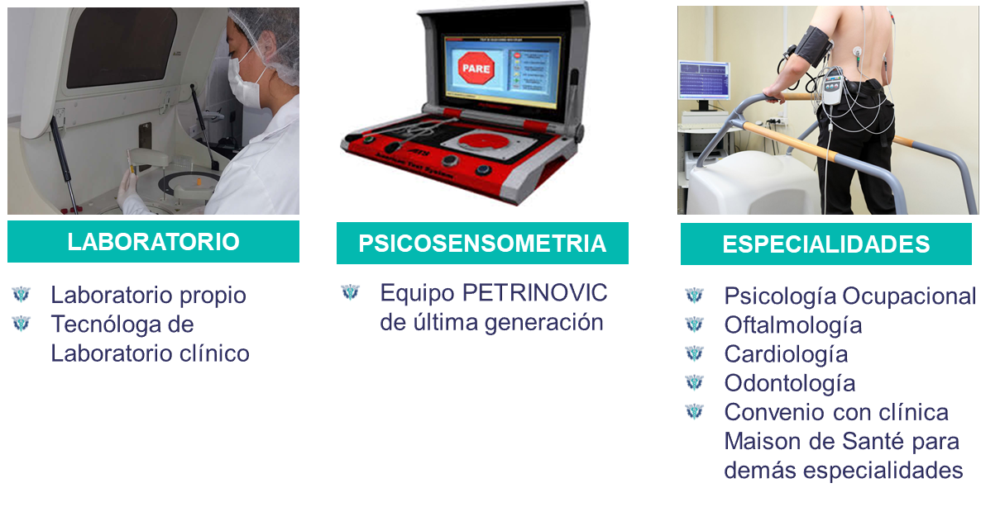 PARE
LABORATORIO
Laboratorio propio
Tecnóloga de
Laboratorio clínico
PSICOSENSOMETRIA
Equipo PETRINOVIC
de última generación
ESPECIALIDADES
Psicología Ocupacional
Oftalmología
Cardiología
Odontología
Convenio con clínica
Maison de Santé para
demás especialidades